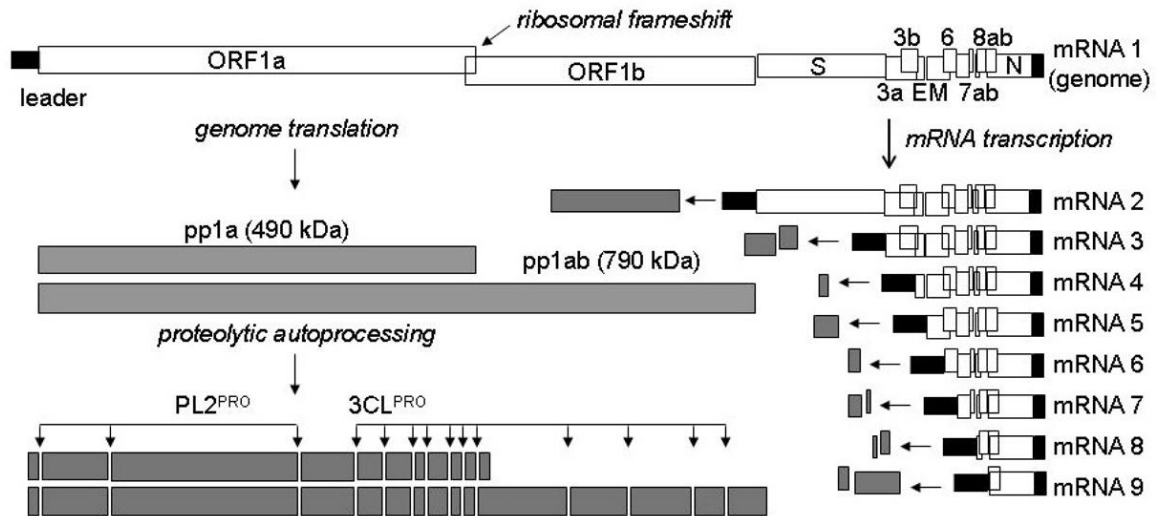 ribosomal frameshift
3b 6 8ab mRNA 1
ORF1a ORF1b S N (genome)
leader 3a EM 7ab
genome translation
mRNA transcription
mRNA 2
pp1a (490 kDa) mRNA 3
pp1ab (790 kDa)
mRNA 4
proteolytic autoprocessing mRNA 5
mRNA 6
PL2PRO 3CLPRO mRNA 7
mRNA 8
mRNA 9